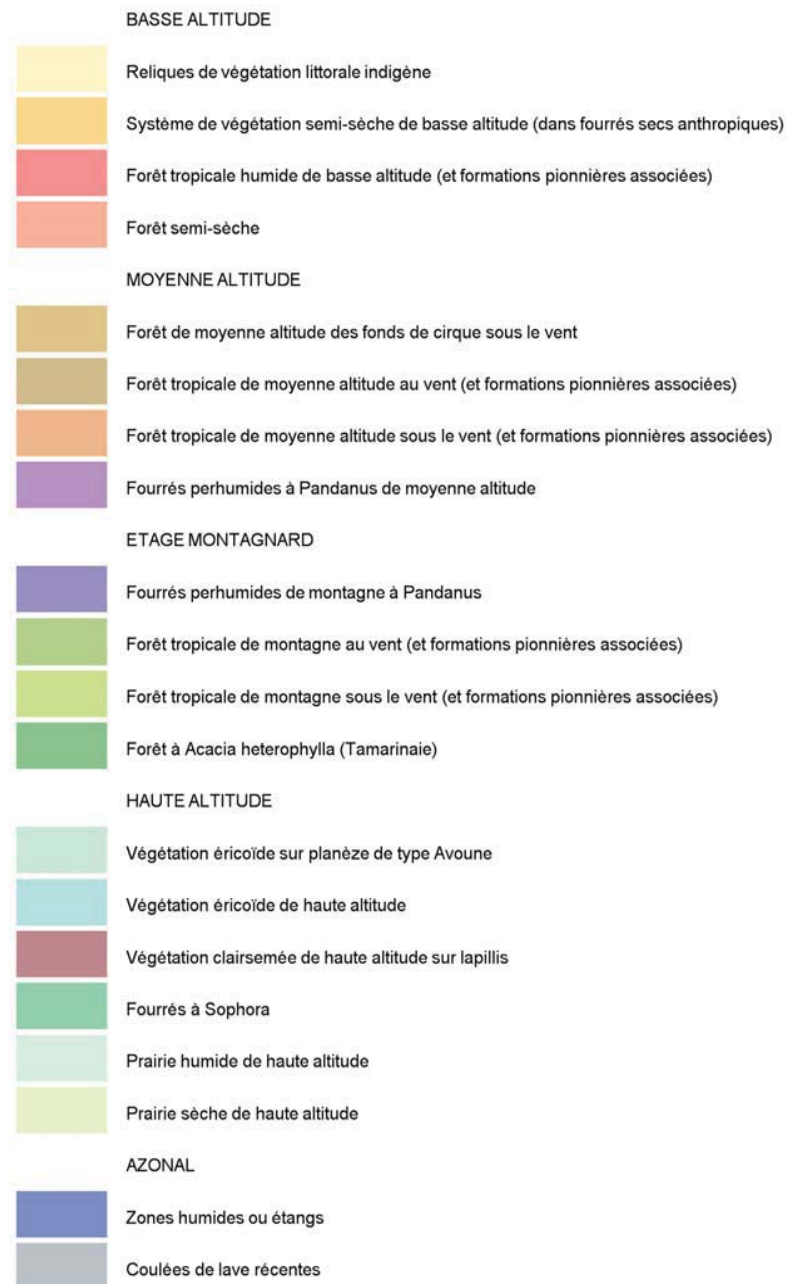 BASSE ALTITUDE
Reliques de végétation littorale indigène
Système de végétation semi-sèche de basse altitude (dans fourrés secs anthropiques)
Forêt tropicale humide de basse altitude (et formations pionnières associées)
Forêt semi-sèche
MOYENNE ALTITUDE
Forêt de moyenne altitude des fonds de cirque sous le vent
Forêt tropicale de moyenne altitude au vent (et formations pionnières associées)
Forêt tropicale de moyenne altitude sous le vent (et formations pionnières associées)
Fourrés perhumides à Pandanus de moyenne altitude
ETAGE MONTAGNARD
Fourrés perhumides de montagne à Pandanus
Forêt tropicale de montagne au vent (et formations pionnières associées)
Forêt tropicale de montagne sous le vent (et formations pionnières associées)
Forêt à Acacia heterophylla (Tamarinaie)
HAUTE ALTITUDE
Végétation éricoïde sur planèze de type Avoune
Végétation éricoïde de haute altitude
Végétation clairsemée de haute altitude sur lapillis
Fourrés à Sophora
Prairie humide de haute altitude
Prairie sèche de haute altitude
AZONAL
Zones humides ou étangs
Coulées de lave récentes